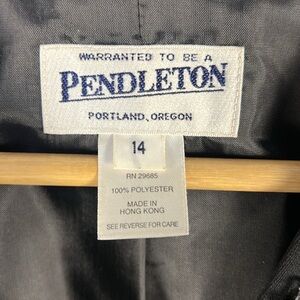 WARRANTED TO BE A
PENDLETON
PORTLAND, OREGON
14
RN 29685
100% POLYESTER
MADE IN
HONG KONG
SEE REVERSE FOR CARE